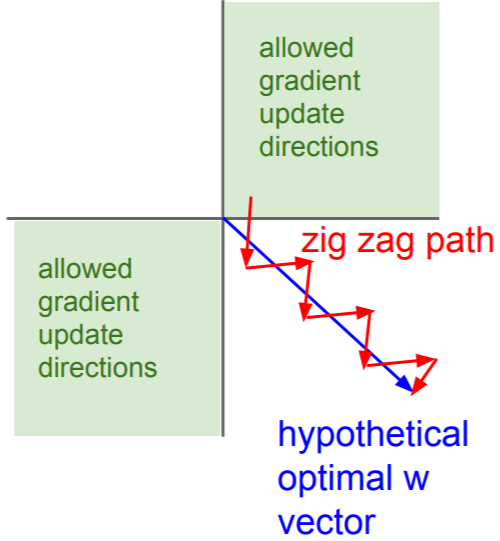 allowed
gradient
update
directions
zig zag path
allowed
gradient
update
directions
hypothetical
optimal w
vector